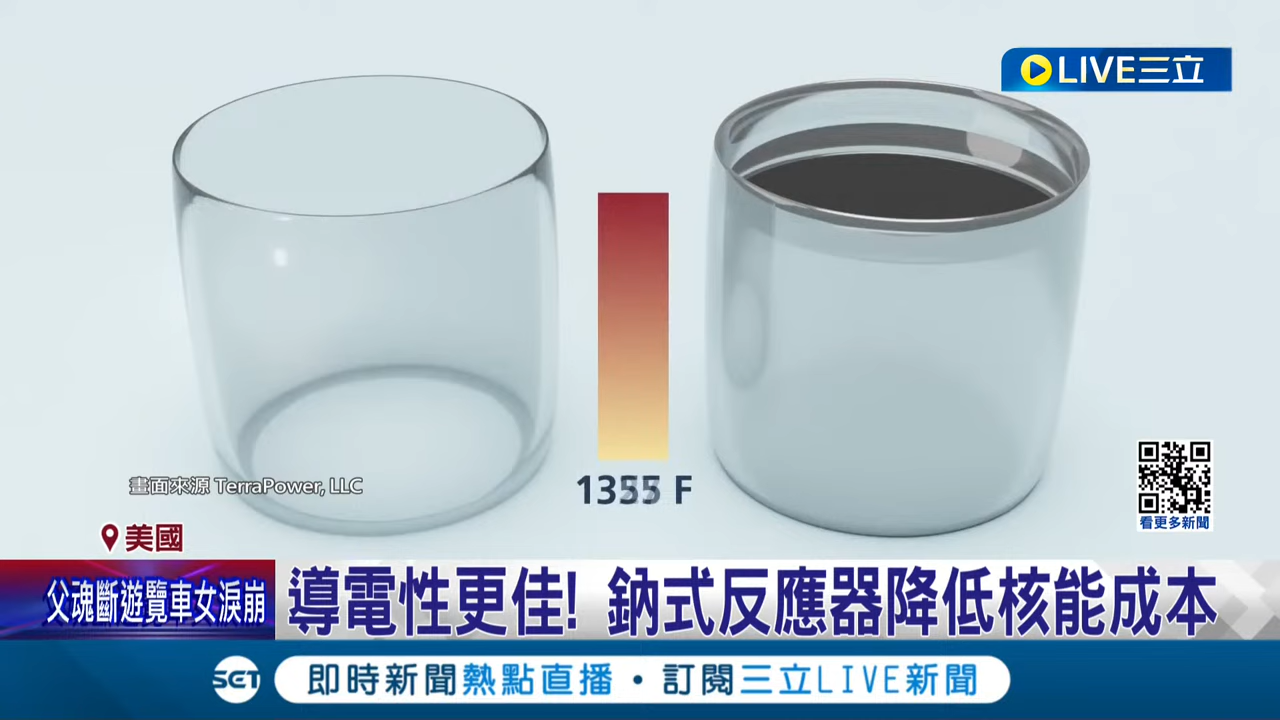 LIVE三立
1355 F
畫面來源 TerraPower, LLC
看更多新聞
美國
父魂斷遊覽車女淚崩
導電性更佳! 鈉式反應器降低核能成本
SET 即時新聞熱點直播・訂閱三立LIVE新聞